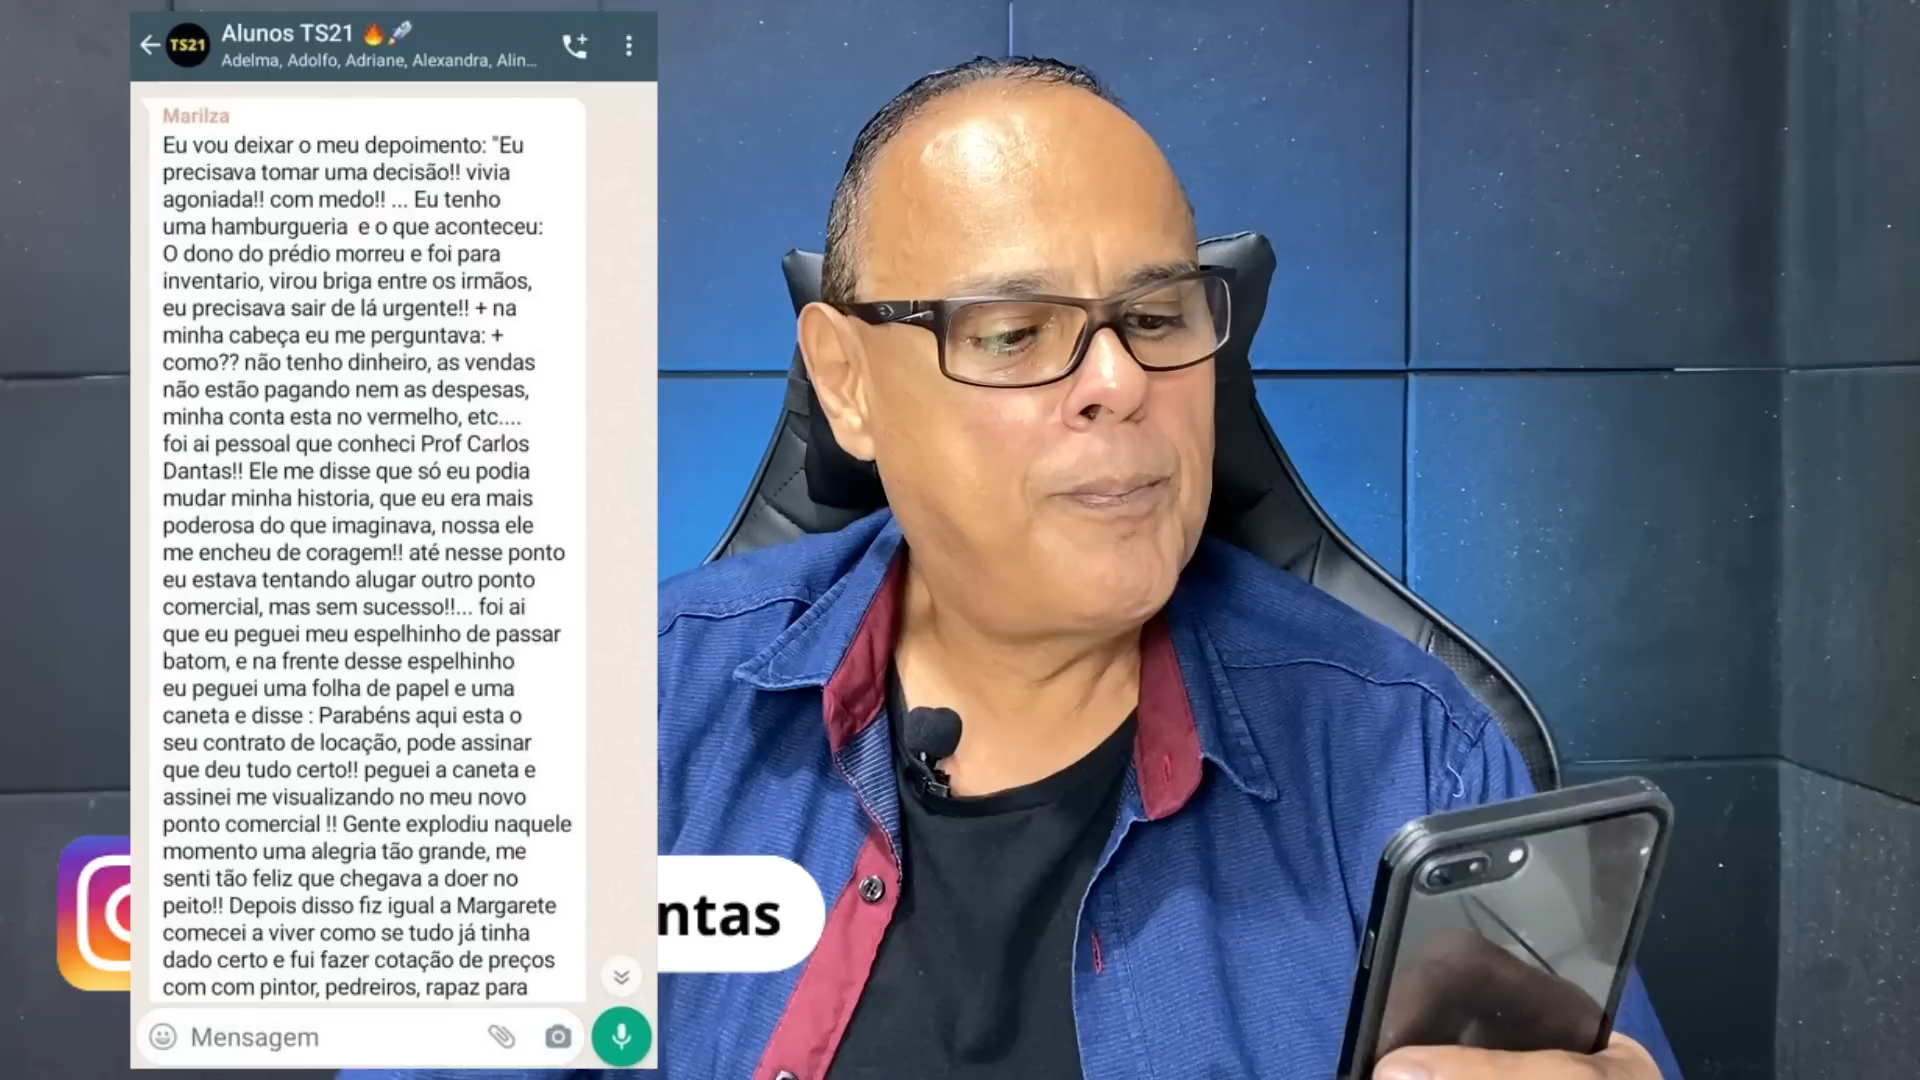 Alunos TS21 🔥🚀
TS21
Adelma, Adolfo, Adriane, Alexandra, Alin...
Marilza
Eu vou deixar o meu depoimento: "Eu
precisava tomar uma decisão!! vivia
agoniada!! com medo!! ... Eu tenho
uma hamburgueria e o que aconteceu:
O dono do prédio morreu e foi para
inventario, virou briga entre os irmãos,
eu precisava sair de lá urgente!! + na
minha cabeça eu me perguntava: +
como?? não tenho dinheiro, as vendas
não estão pagando nem as despesas,
minha conta esta no vermelho, etc....
foi ai pessoal que conheci Prof Carlos
Dantas!! Ele me disse que só eu podia
mudar minha historia, que eu era mais
poderosa do que imaginava, nossa ele
me encheu de coragem!! até nesse ponto
eu estava tentando alugar outro ponto
comercial, mas sem sucesso!!... foi ai
que eu peguei meu espelhinho de passar
batom, e na frente desse espelhinho
eu peguei uma folha de papel e uma
caneta e disse : Parabéns aqui esta o
seu contrato de locação, pode assinar
que deu tudo certo!! peguei a caneta e
assinei me visualizando no meu novo
ponto comercial !! Gente explodiu naquele
momento uma alegria tão grande, me
senti tão feliz que chegava a doer no
peito!! Depois disso fiz igual a Margarete
comecei a viver como se tudo já tinha
dado certo e fui fazer cotação de preços
com com pintor, pedreiros, rapaz para
Mensagem
ntas